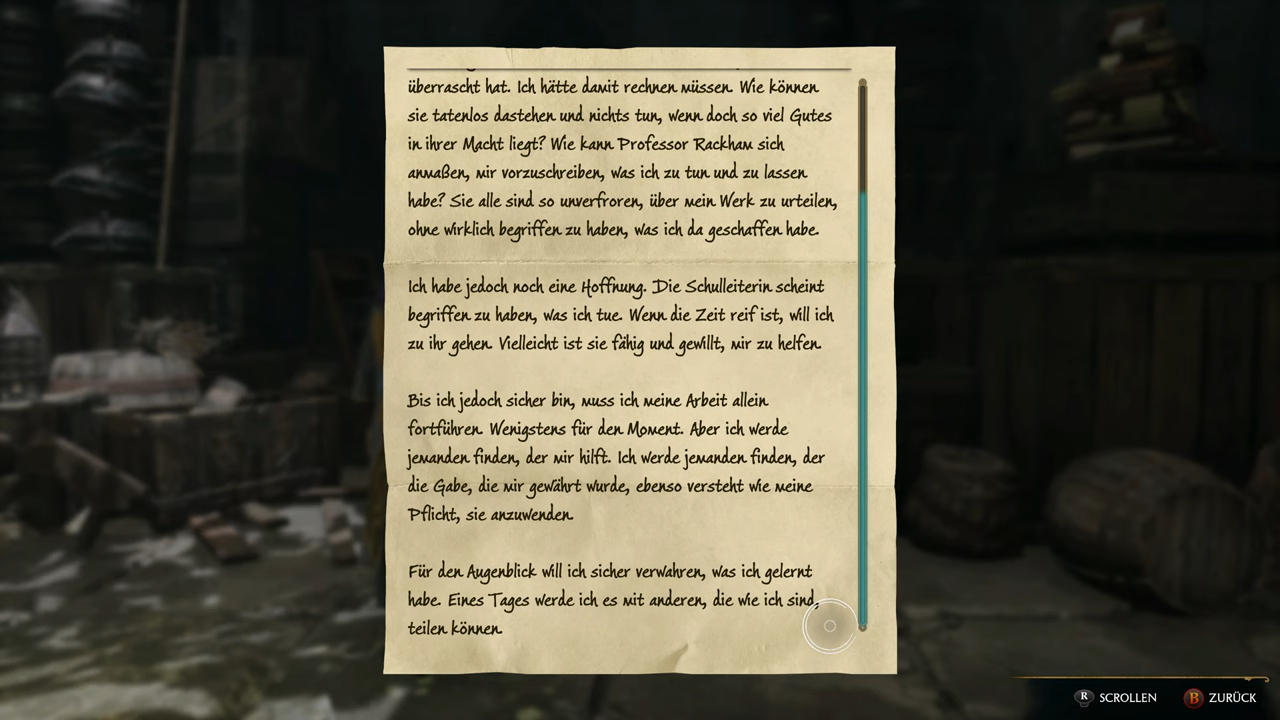 überrascht hat. Ich hätte damit rechnen müssen. Wie können
sie tatenlos dastehen und nichts tun, wenn doch so viel Gutes
in ihrer Macht liegt? Wie kann Professor Rackham sich
anmaßen, mir vorzuschreiben, was ich zu tun und zu lassen
habe? Sie alle sind so unverfroren, über mein Werk zu urteilen,
ohne wirklich begriffen zu haben, was ich da geschaffen habe.
Ich habe jedoch noch eine Hoffnung. Die Schulleiterin scheint
begriffen zu haben, was ich tue. Wenn die Zeit reif ist, will ich
zu ihr gehen. Vielleicht ist sie fähig und gewillt, mir zu helfen.
Bis ich jedoch sicher bin, muss ich meine Arbeit allein
fortführen. Wenigstens für den Moment. Aber ich werde
jemanden finden, der mir hilft. Ich werde jemanden finden, der
die Gabe, die mir gewährt wurde, ebenso versteht wie meine
Pflicht, sie anzuwenden.
Für den Augenblick will ich sicher verwahren, was ich gelernt
habe. Eines Tages werde ich es mit anderen, die wie ich sind,
teilen können.
R SCROLLEN
B ZURÜCK